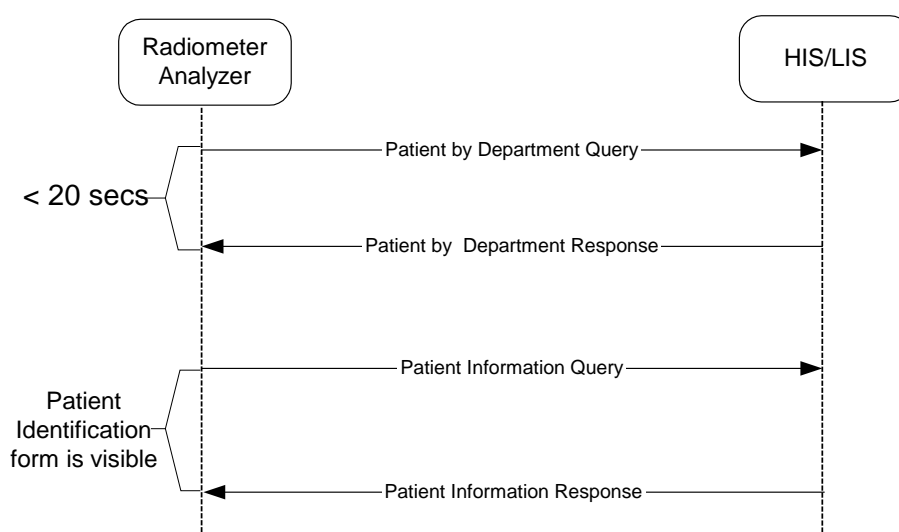 Radiometer
Analyzer
HIS/LIS
Patient by Department Query
< 20 secs
Patient by Department Response
Patient Information Query
Patient
Identification
form is visible
Patient Information Response